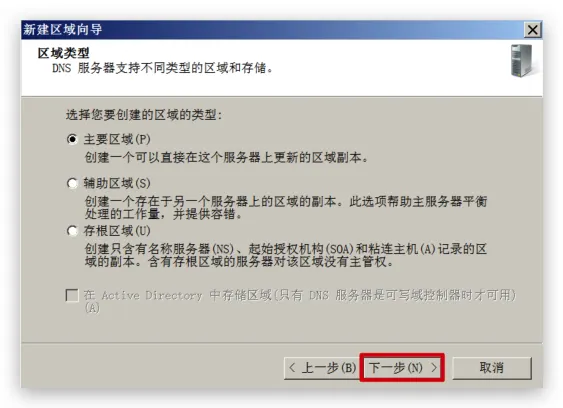 新建区域向导
区域类型
DNS 服务器支持不同类型的区域和存储。
选择您要创建的区域的类型:
主要区域(P)
创建一个可以直接在这个服务器上更新的区域副本。
辅助区域(S)
创建一个存在于另一个服务器上的区域的副本。此选项帮助主服务器平衡
处理的工作量，并提供容错。
存根区域(U)
创建只含有名称服务器(NS)、起始授权机构(SOA)和粘连主机(A)记录的区
域的副本。含有存根区域的服务器对该区域没有主管权。
在 Active Directory 中存储区域(只有 DNS 服务器是可写域控制器时才可用)
(A)
< 上一步(B) 下一步(N) > 取消